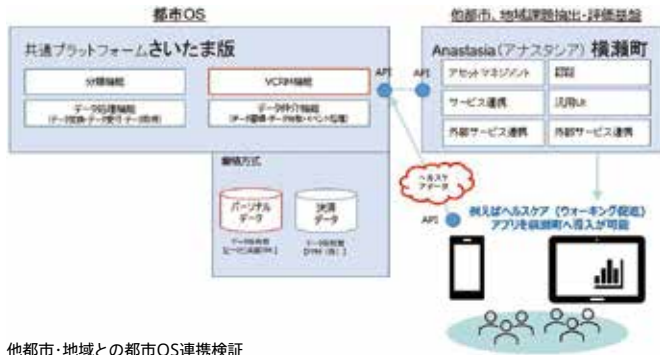 都市OS
共通プラットフォームさいたま版
分類機能
VCRM機能
データ処理機能
データ仲介機能
蓄積方式
パーソナル
データ
決済
データ
API
API
他都市、地域課題抽出・評価基盤
Anastasia(アナスタシア) 横瀬町
アセットマネジメント
認証
サービス連携
汎用UI
外部サービス連携
外部サービス連携
ヘルスケ
アデータ
API
例えばヘルスケア(ウォーキング促進)
アプリを横瀬町へ導入が可能
他都市・地域との都市OS連携検証